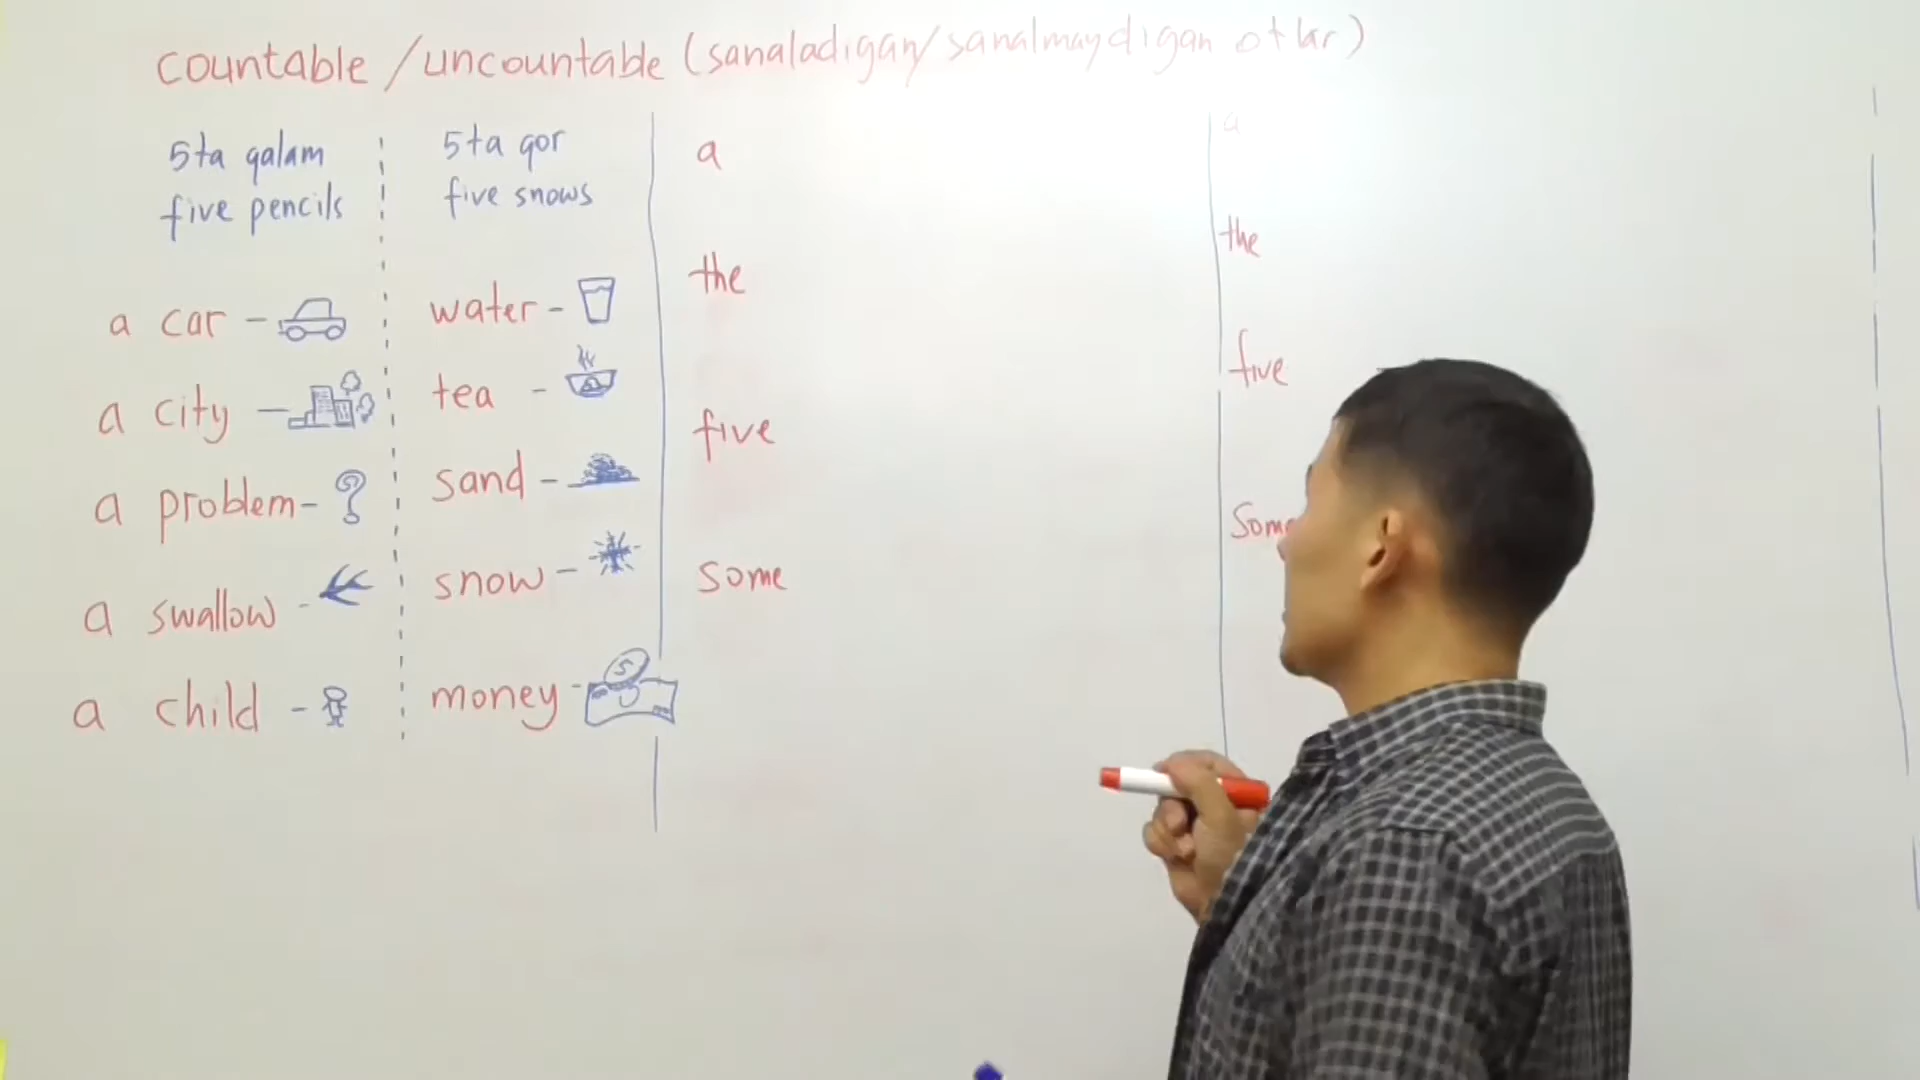 countable / uncountable (sanaladigan/sanalmaydigan otlar)
5ta qalam
five pencils
5ta qor
five snows
a car -
a city -
a problem -
a swallow -
a child -
water -
tea -
sand -
snow -
money -
a
the
five
some
a
the
five
Some